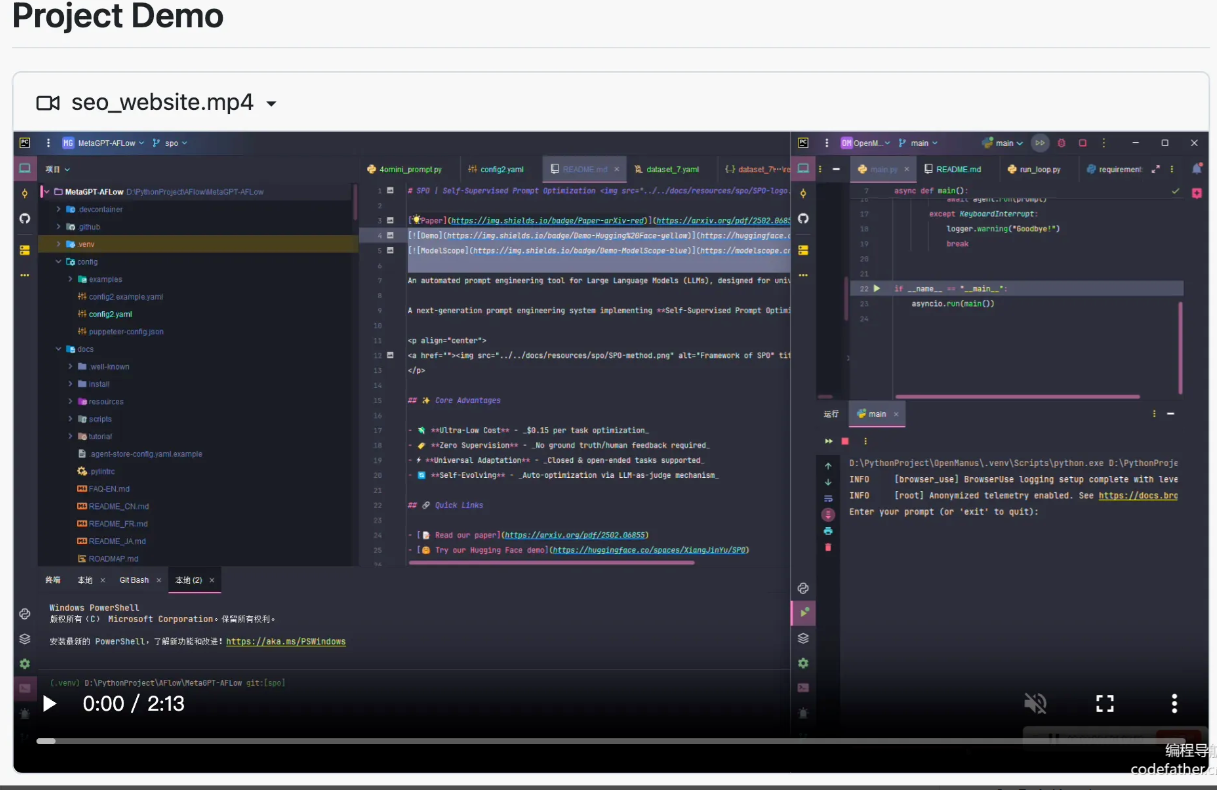 Project Demo
seo_website.mp4
MG MetaGPT-AFLow spo
项目
MetaGPT-AFLow D:\PythonProject\AFlow\MetaGPT-AFLow
.devcontainer
.github
venv
config
examples
config2.example.yaml
config2.yaml
puppeteer-config.json
docs
.well-known
install
resources
scripts
tutorial
.agent-store-config.yaml.example
.pylintrc
FAQ-EN.md
README_CN.md
README_FR.md
README_JA.md
ROADMAP.md
4omini_prompt.py config2.yaml README.md dataset_7.yaml
1 # SPO | Self-Supervised Prompt Optimization <img src="../../docs/resources/spo/SPO-logo.
2
3 Paper](https://img.shields.io/badge/Paper-arXiv-red)](https://arxiv.org/pdf/2502.0685
4 [![Demo](https://img.shields.io/badge/Demo-Hugging%20Face-yellow)](https://huggingface.c
5 [![ModelScope](https://img.shields.io/badge/Demo-ModelScope-blue)](https://modelscope.cn
6
7 An automated prompt engineering tool for Large Language Models (LLMs), designed for univ
8
9 A next-generation prompt engineering system implementing **Self-Supervised Prompt Optimi
10
11 <p align="center">
12 <a href=""><img src="../../docs/resources/spo/SPO-method.png" alt="Framework of SPO" tit
13 </p>
14
15 ## ✨ Core Advantages
16
17 - 💸 **Ultra-Low Cost** - _$0.15 per task optimization_
18 - 🏷️ **Zero Supervision** - _No ground truth/human feedback required_
19 - ⚡ **Universal Adaptation** - _Closed & open-ended tasks supported_
20 - 🔄 **Self-Evolving** - _Auto-optimization via LLM-as-judge mechanism_
21
22 ## 🔗 Quick Links
23
24 - [📝 Read our paper](https://arxiv.org/pdf/2502.06855)
25 - [🤗 Try our Hugging Face demo](https://huggingface.co/spaces/XiangJinYu/SPO)
终端 本地 × Git Bash × 本地 (2) ×
Windows PowerShell
版权所有 (C) Microsoft Corporation。保留所有权利。
安装最新的 PowerShell，了解新功能和改进！https://aka.ms/PSWindows
(.venv) D:\PythonProject\AFlow\MetaGPT-AFLow git:[spo]
OM OpenM... main main
main.py README.md run_loop.py requirement
7 async def main():
await agent.run(prompt)
17 except KeyboardInterrupt:
18 logger.warning("Goodbye!")
19 break
20
21
22 if __name__ == "__main__":
23 asyncio.run(main())
24
运行 main ×
D:\PythonProject\OpenManus\.venv\Scripts\python.exe D:\PythonProje
INFO [browser_use] BrowserUse logging setup complete with leve
INFO [root] Anonymized telemetry enabled. See https://docs.bro
Enter your prompt (or 'exit' to quit):
0:00 / 2:13
编程导
codefather.c